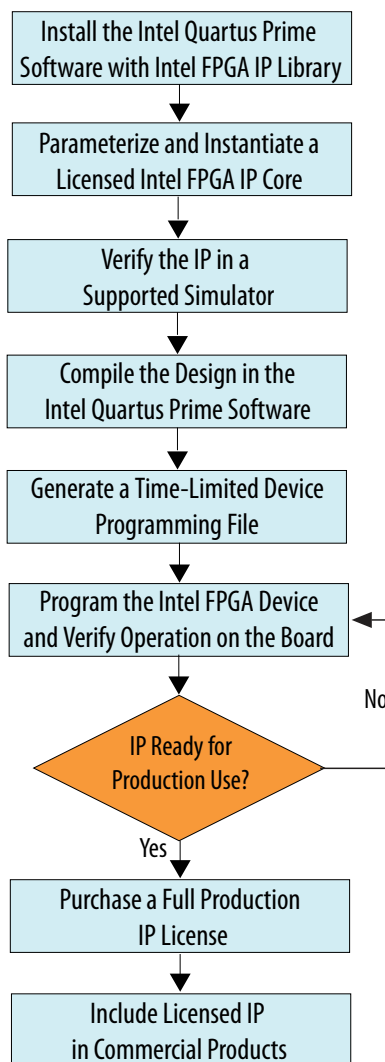 Install the Intel Quartus Prime
Software with Intel FPGA IP Library
Parameterize and Instantiate a
Licensed Intel FPGA IP Core
Verify the IP in a
Supported Simulator
Compile the Design in the
Intel Quartus Prime Software
Generate a Time-Limited Device
Programming File
Program the Intel FPGA Device
and Verify Operation on the Board
No
IP Ready for
Production Use?
Yes
Purchase a Full Production
IP License
Include Licensed IP
in Commercial Products